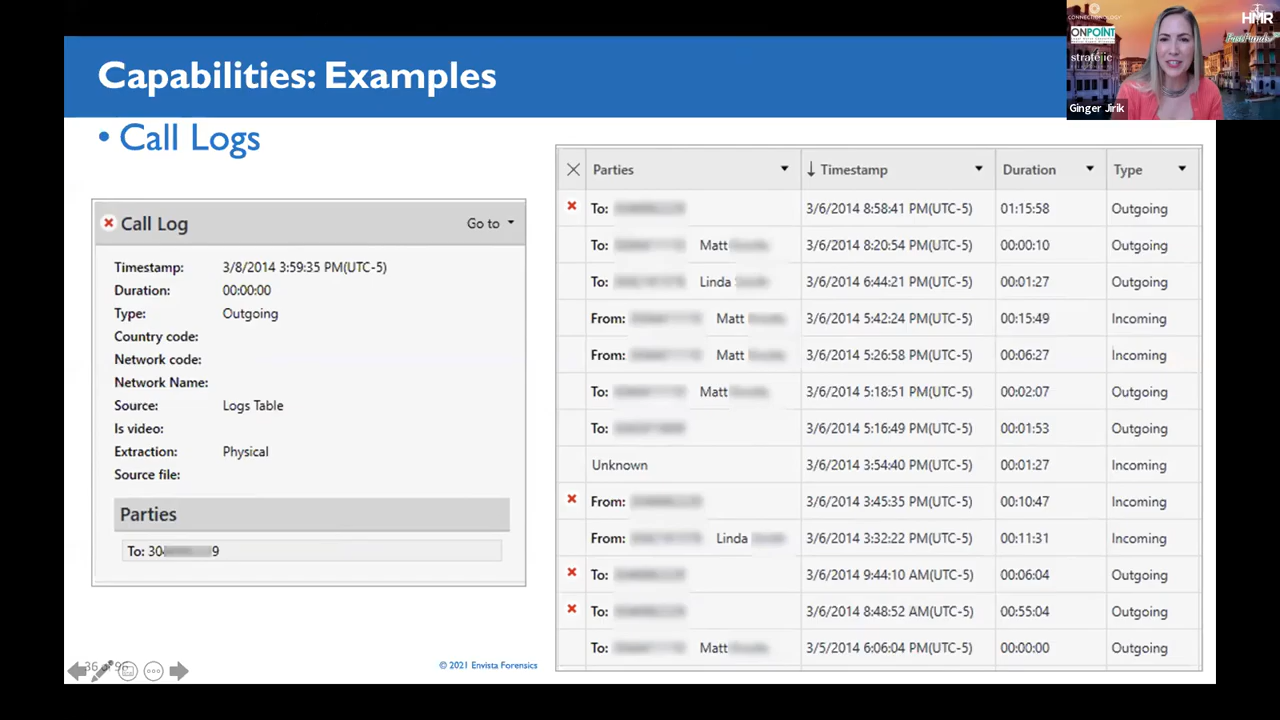 CONNECTIONOLOGY
ONPOINT
stratéjic
HMR
Ginger Jirik
Capabilities: Examples
• Call Logs
Call Log Go to
Timestamp: 3/8/2014 3:59:35 PM(UTC-5)
Duration: 00:00:00
Type: Outgoing
Country code:
Network code:
Network Name:
Source: Logs Table
Is video:
Extraction: Physical
Source file:
Parties
To: 30 9
Parties Timestamp Duration Type
To: 3/6/2014 8:58:41 PM(UTC-5) 01:15:58 Outgoing
To: Matt 3/6/2014 8:20:54 PM(UTC-5) 00:00:10 Outgoing
To: Linda 3/6/2014 6:44:21 PM(UTC-5) 00:01:27 Outgoing
From: Matt 3/6/2014 5:42:24 PM(UTC-5) 00:15:49 Incoming
From: Matt 3/6/2014 5:26:58 PM(UTC-5) 00:06:27 Incoming
To: Matt 3/6/2014 5:18:51 PM(UTC-5) 00:02:07 Outgoing
To: 3/6/2014 5:16:49 PM(UTC-5) 00:01:53 Outgoing
Unknown 3/6/2014 3:54:40 PM(UTC-5) 00:01:27 Incoming
From: 3/6/2014 3:45:35 PM(UTC-5) 00:10:47 Incoming
From: Linda 3/6/2014 3:32:22 PM(UTC-5) 00:11:31 Incoming
To: 3/6/2014 9:44:10 AM(UTC-5) 00:06:04 Outgoing
To: 3/6/2014 8:48:52 AM(UTC-5) 00:55:04 Outgoing
To: Matt 3/5/2014 6:06:04 PM(UTC-5) 00:00:00 Outgoing
36 of 96
© 2021 Envista Forensics